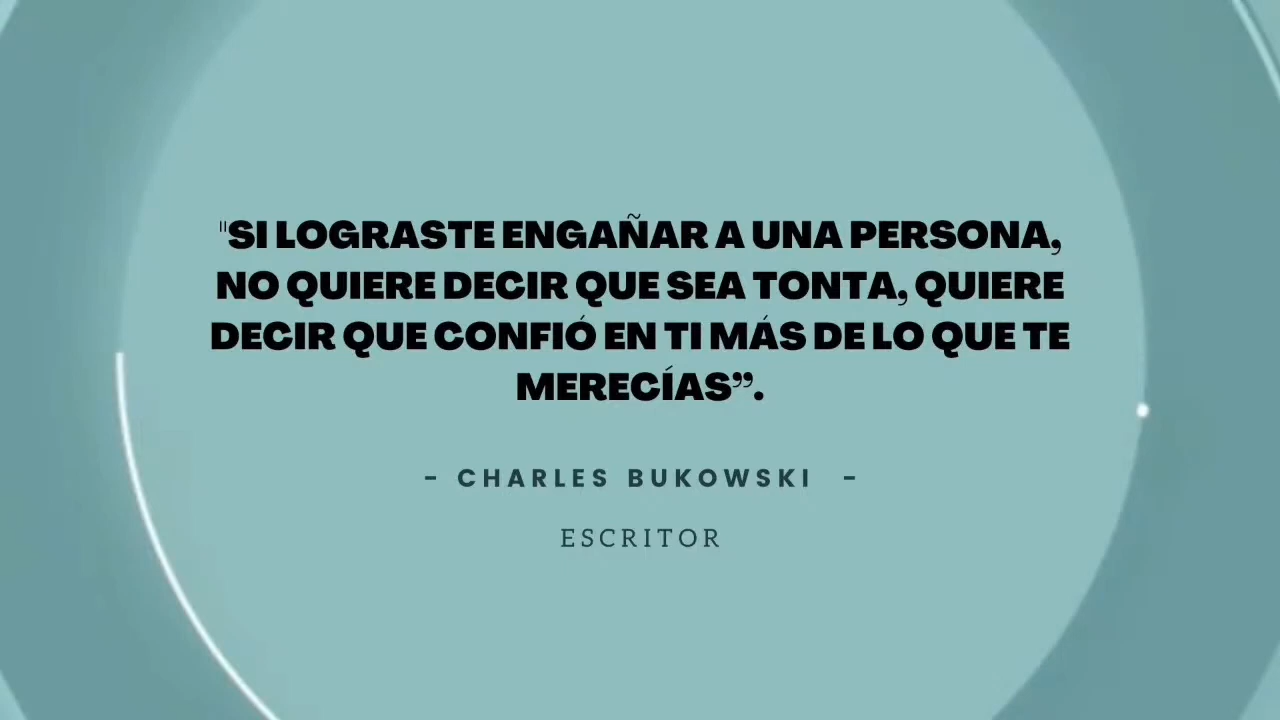 "SI LOGRASTE ENGAÑAR A UNA PERSONA,
NO QUIERE DECIR QUE SEA TONTA, QUIERE
DECIR QUE CONFIÓ EN TI MÁS DE LO QUE TE
MERECÍAS”.
- CHARLES BUKOWSKI -
ESCRITOR